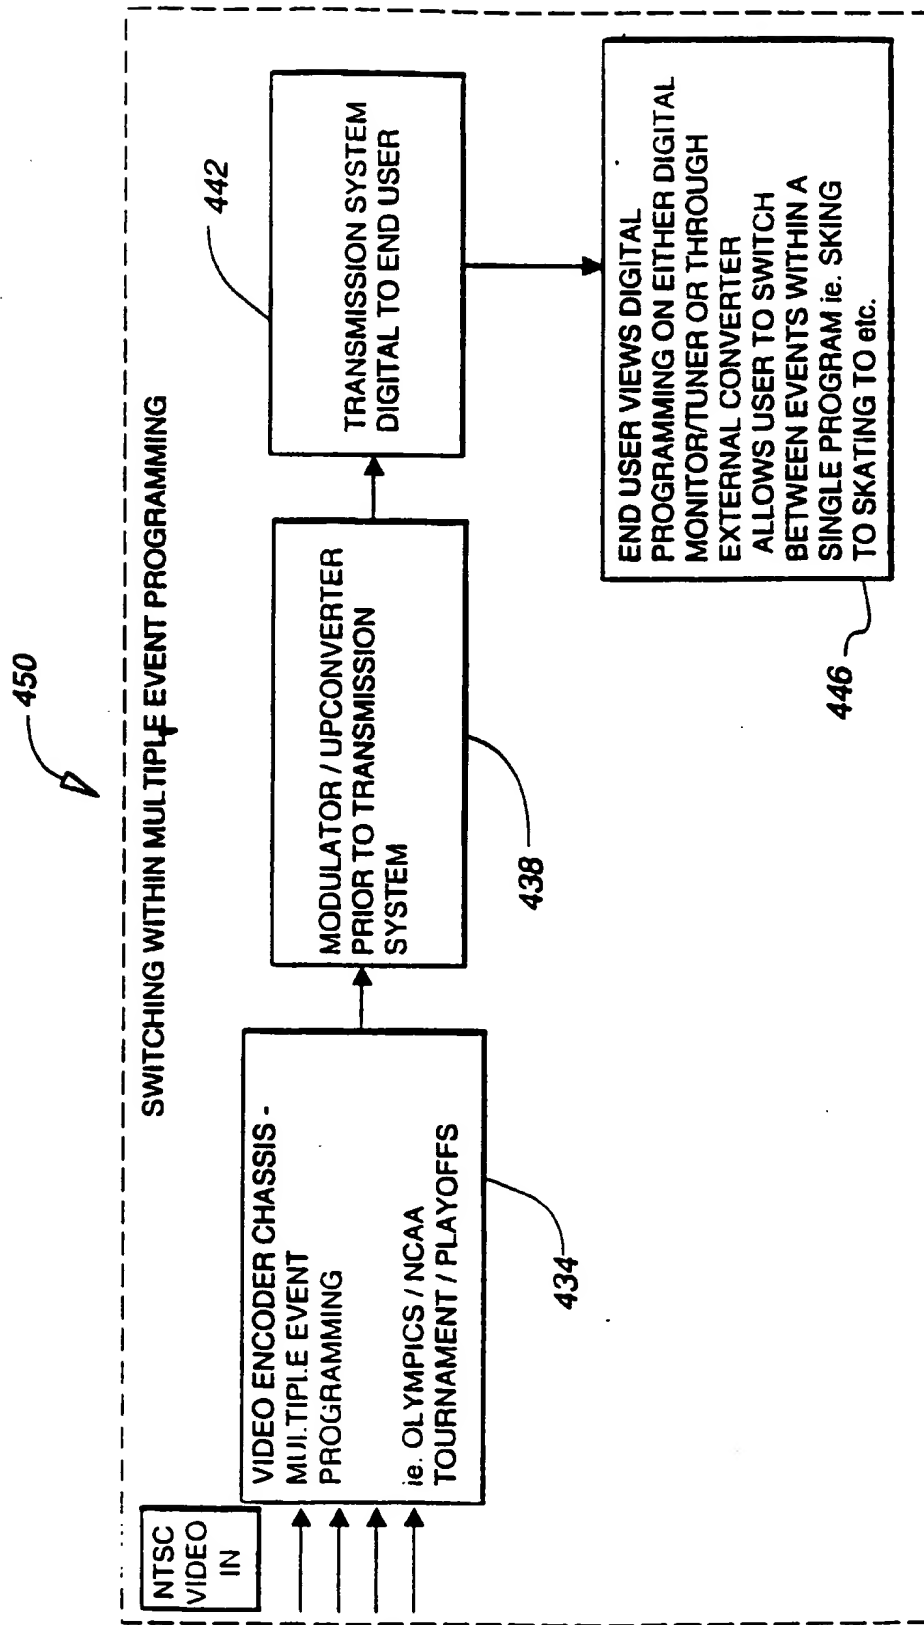 450
SWITCHING WITHIN MULTIPLE EVENT PROGRAMMING
NTSC
VIDEO
IN
VIDEO ENCODER CHASSIS -
MULTIPLE EVENT
PROGRAMMING
ie. OLYMPICS / NCAA
TOURNAMENT / PLAYOFFS
434
MODULATOR / UPCONVERTER
PRIOR TO TRANSMISSION
SYSTEM
438
442
TRANSMISSION SYSTEM
DIGITAL TO END USER
END USER VIEWS DIGITAL
PROGRAMMING ON EITHER DIGITAL
MONITOR/TUNER OR THROUGH
EXTERNAL CONVERTER
ALLOWS USER TO SWITCH
BETWEEN EVENTS WITHIN A
SINGLE PROGRAM ie. SKING
TO SKATING TO etc.
446